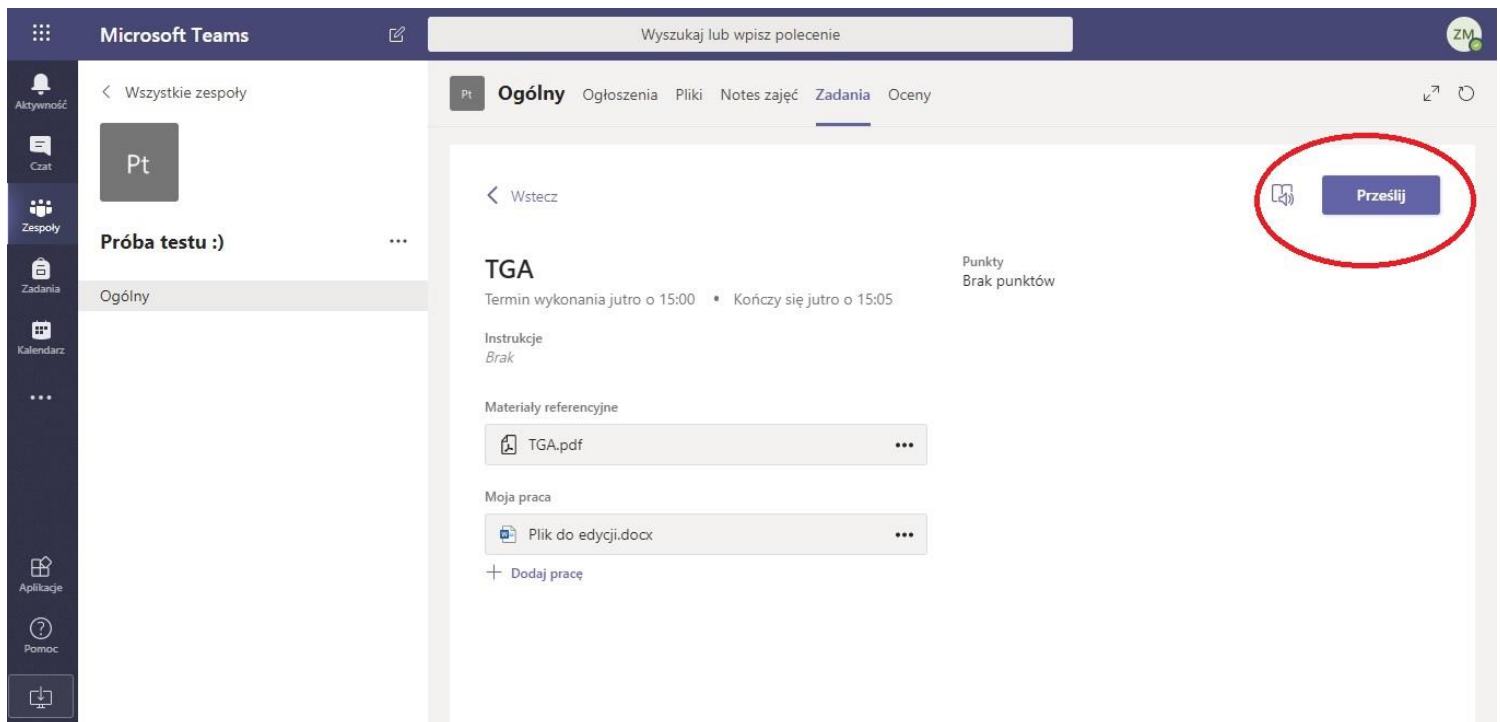 Microsoft Teams
Wyszukaj lub wpisz polecenie
ZM
Aktywność
Czat
Zespoły
Zadania
Kalendarz
Aplikacje
Pomoc
Wszystkie zespoły
Pt
Próba testu :)
Ogólny
Pt Ogólny Ogłoszenia Pliki Notes zajęć Zadania Oceny
Wstecz
Prześlij
TGA
Termin wykonania jutro o 15:00 • Kończy się jutro o 15:05
Punkty
Brak punktów
Instrukcje
Brak
Materiały referencyjne
TGA.pdf
Moja praca
Plik do edycji.docx
+ Dodaj pracę